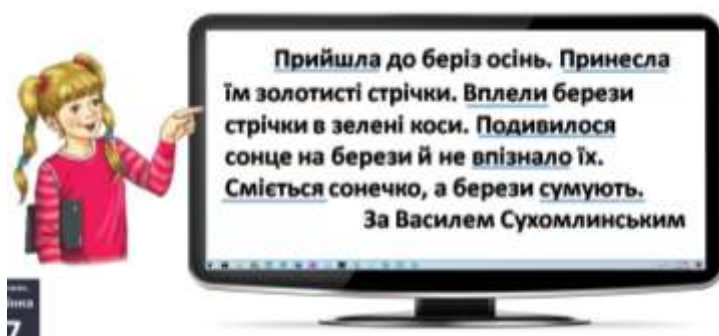 Прийшла до беріз осінь. Принесла
їм золотисті стрічки. Вплели берези
стрічки в зелені коси. Подивилося
сонце на берези й не впізнало їх.
Сміється сонечко, а берези сумують.
За Василем Сухомлинським
7